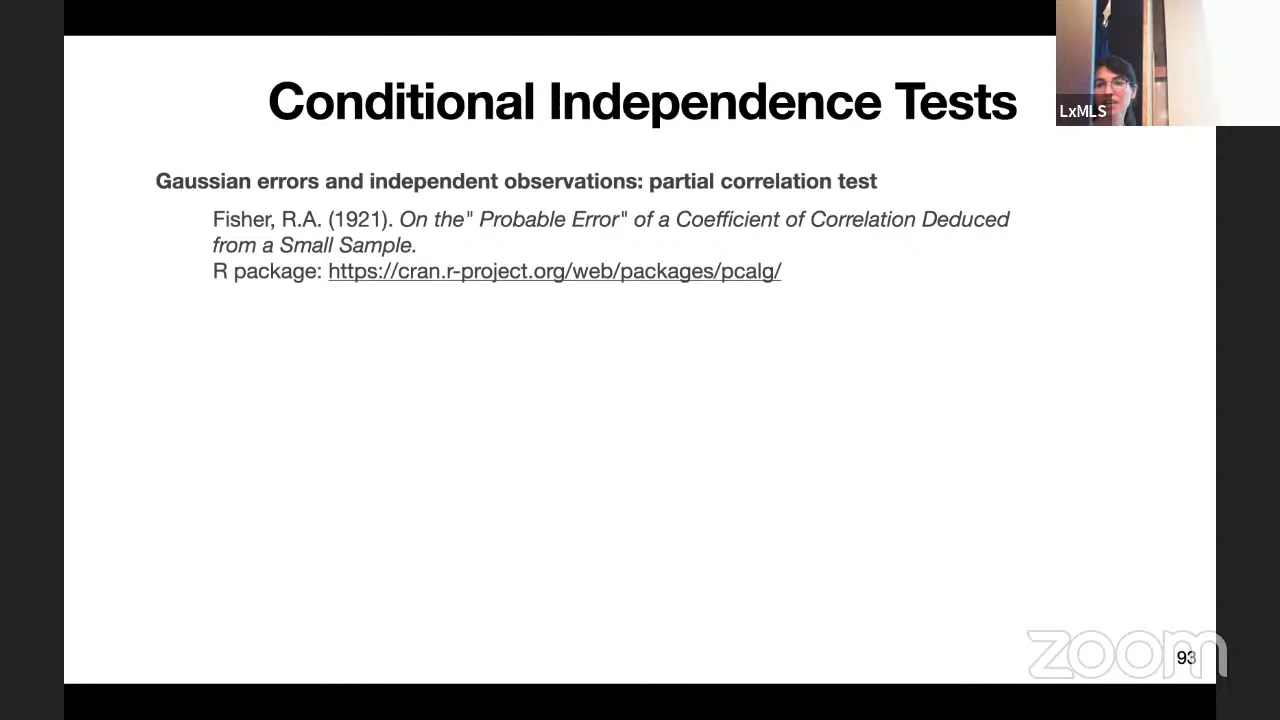 Conditional Independence Tests
LxMLS
Gaussian errors and independent observations: partial correlation test
Fisher, R.A. (1921). On the" Probable Error" of a Coefficient of Correlation Deduced
from a Small Sample.
R package: https://cran.r-project.org/web/packages/pcalg/
zoom
93